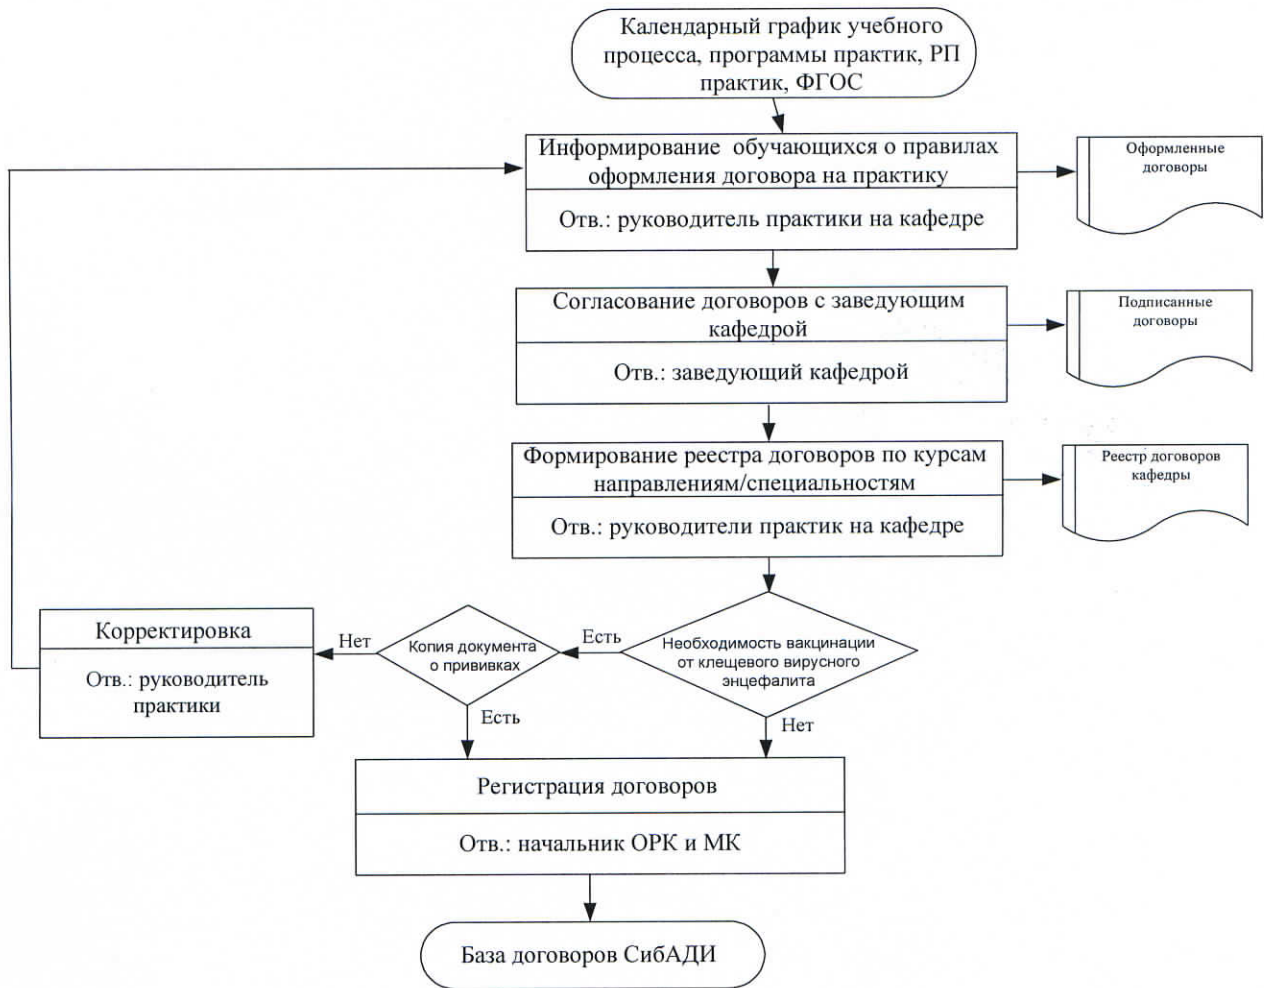 Календарный график учебного
процесса, программы практик, РП
практик, ФГОС
Информирование обучающихся о правилах
оформления договора на практику
Отв.: руководитель практики на кафедре
Оформленные
договоры
Согласование договоров с заведующим
кафедрой
Отв.: заведующий кафедрой
Подписанные
договоры
Формирование реестра договоров по курсам
направлениям/специальностям
Отв.: руководители практик на кафедре
Реестр договоров
кафедры
Необходимость вакцинации
от клещевого вирусного
энцефалита
Есть
Нет
Копия документа
о прививках
Нет
Есть
Корректировка
Отв.: руководитель
практики
Регистрация договоров
Отв.: начальник ОРК и МК
База договоров СибАДИ